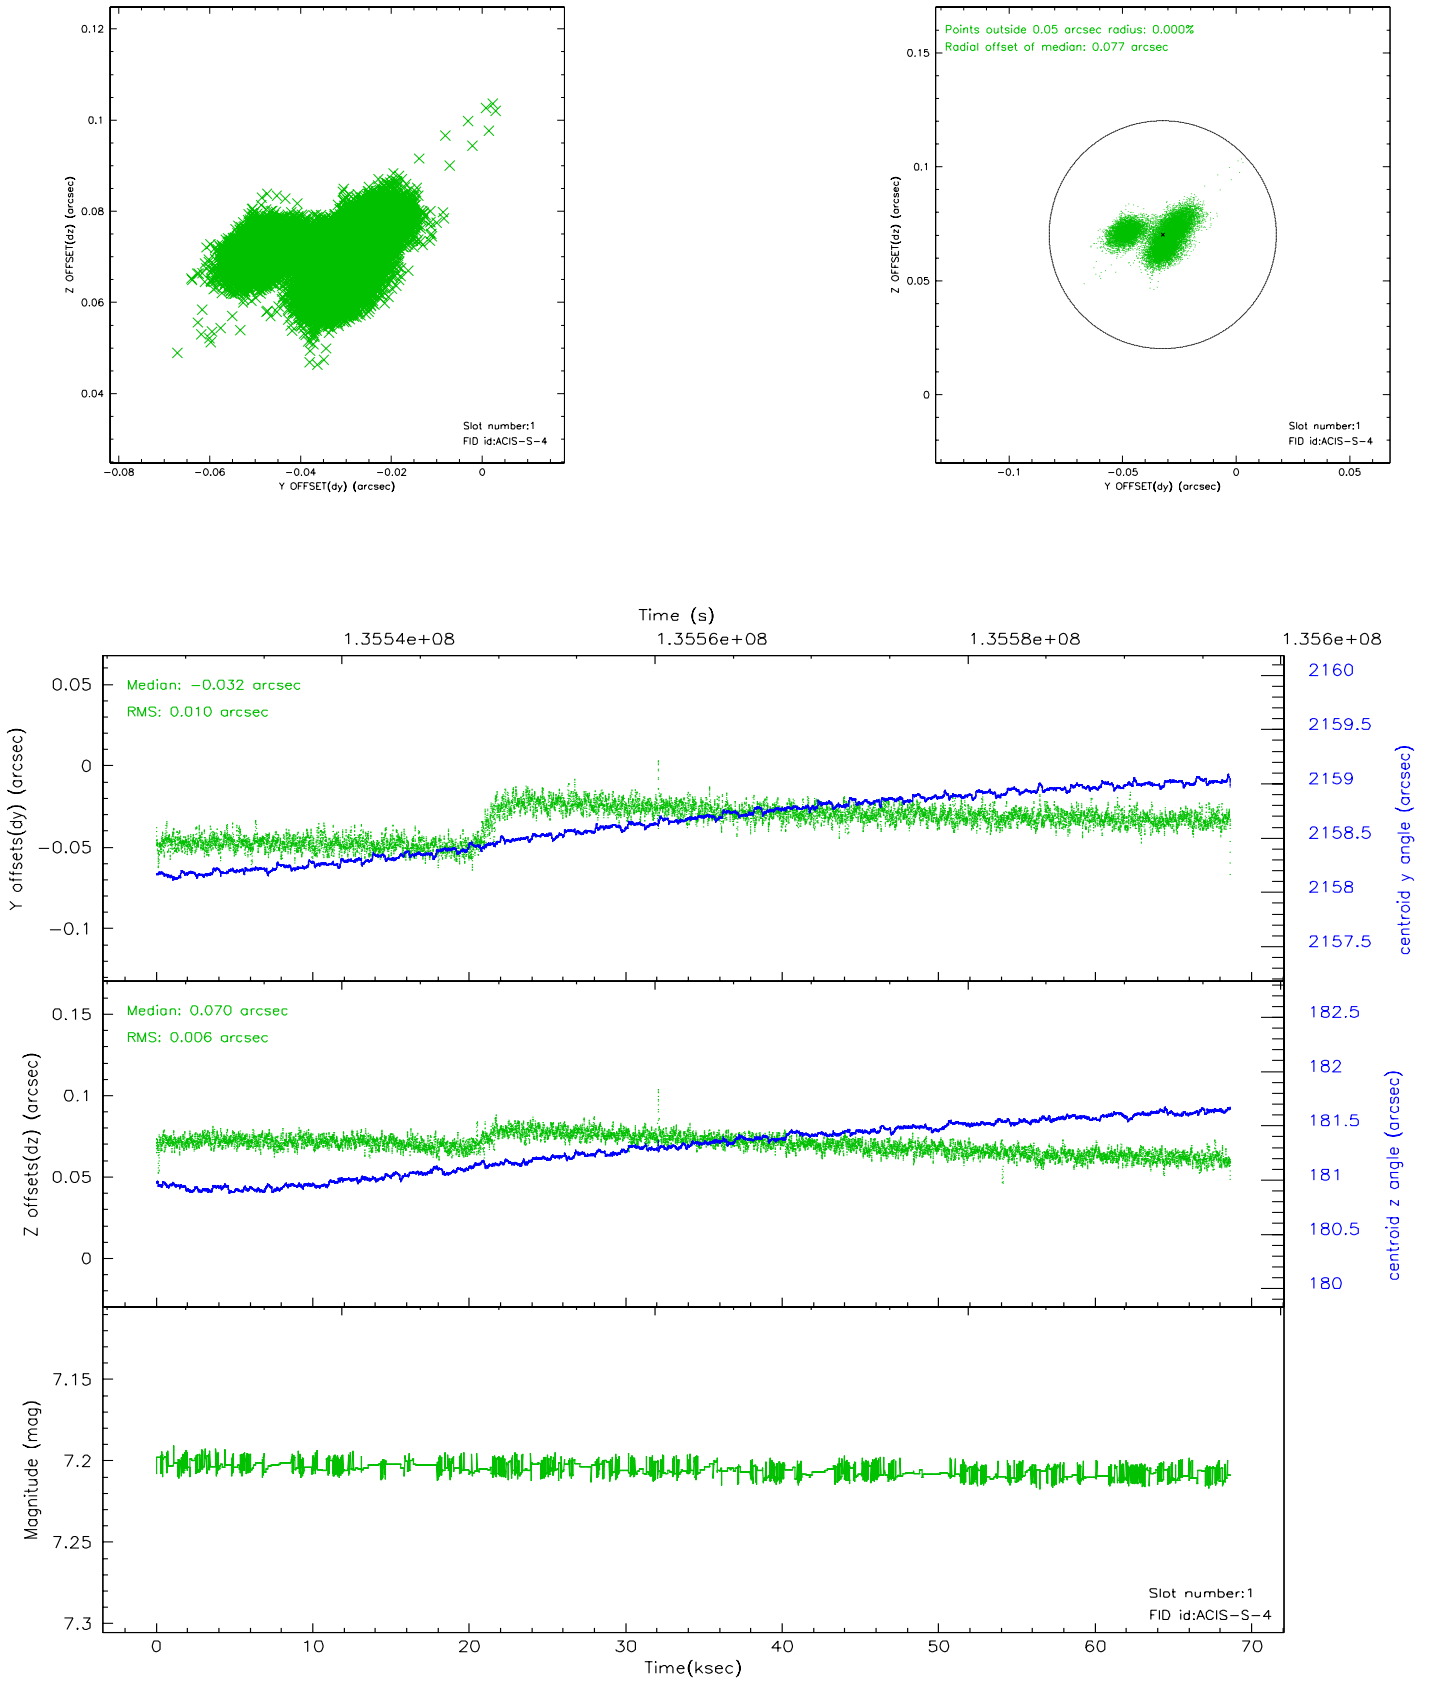 0.12
0.1
0.08
0.06
0.04
Z OFFSET(dz) (arcsec)
Slot number:1
FID id:ACIS-S-4
-0.08 -0.06 -0.04 -0.02 0
Y OFFSET(dy) (arcsec)
Points outside 0.05 arcsec radius: 0.000%
Radial offset of median: 0.077 arcsec
0.15
0.1
0.05
0
Z OFFSET(dz) (arcsec)
Slot number:1
FID id:ACIS-S-4
-0.1 -0.05 0 0.05
Y OFFSET(dy) (arcsec)
Time (s)
1.3554e+08 1.3556e+08 1.3558e+08 1.356e+08
Median: -0.032 arcsec
RMS: 0.010 arcsec
0.05
0
-0.05
-0.1
Y offsets(dy) (arcsec)
2160
2159.5
2159
2158.5
2158
2157.5
centroid y angle (arcsec)
Median: 0.070 arcsec
RMS: 0.006 arcsec
0.15
0.1
0.05
0
Z offsets(dz) (arcsec)
182.5
182
181.5
181
180.5
180
centroid z angle (arcsec)
7.15
7.2
7.25
7.3
Magnitude (mag)
Slot number:1
FID id:ACIS-S-4
0 10 20 30 40 50 60 70
Time(ksec)